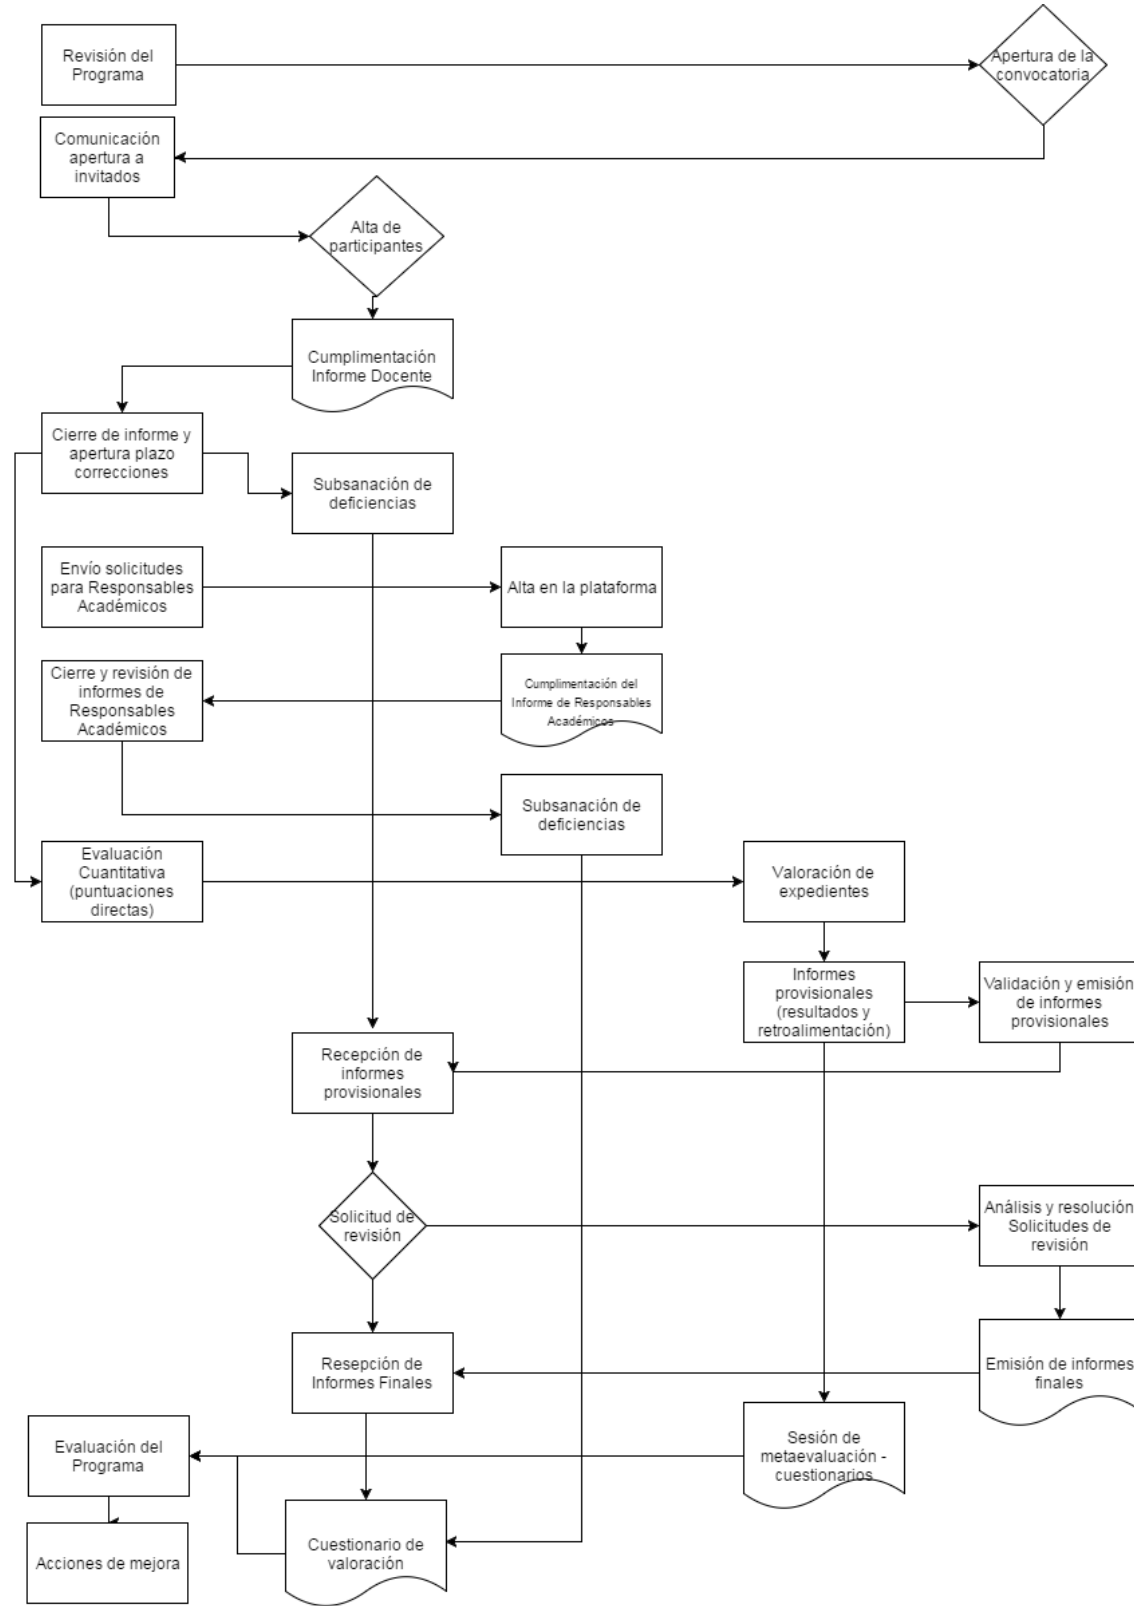 Revisión del
Programa
Apertura de la
convocatoria
Comunicación
apertura a
invitados
Alta de
participantes
Cumplimentación
Informe Docente
Cierre de informe y
apertura plazo
correcciones
Subsanación de
deficiencias
Envío solicitudes
para Responsables
Académicos
Alta en la plataforma
Cierre y revisión de
informes de
Responsables
Académicos
Cumplimentación del
Informe de Responsables
Académicos
Subsanación de
deficiencias
Evaluación
Cuantitativa
(puntuaciones
directas)
Valoración de
expedientes
Informes
provisionales
(resultados y
retroalimentación)
Validación y emisión
de informes
provisionales
Recepción de
informes
provisionales
Solicitud de
revisión
Análisis y resolución
Solicitudes de
revisión
Resepción de
Informes Finales
Emisión de informes
finales
Evaluación del
Programa
Sesión de
metaevaluación -
cuestionarios
Acciones de mejora
Cuestionario de
valoración